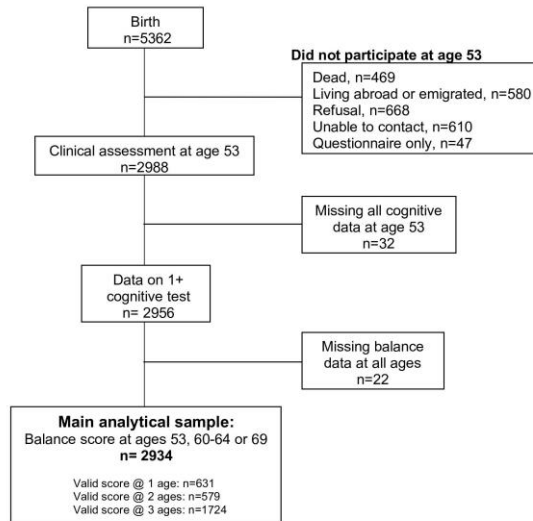 Birth
n=5362
Did not participate at age 53
Dead, n=469
Living abroad or emigrated, n=580
Refusal, n=668
Unable to contact, n=610
Questionnaire only, n=47
Clinical assessment at age 53
n=2988
Missing all cognitive
data at age 53
n=32
Data on 1+
cognitive test
n= 2956
Missing balance
data at all ages
n=22
Main analytical sample:
Balance score at ages 53, 60-64 or 69
n= 2934
Valid score @ 1 age: n=631
Valid score @ 2 ages: n=579
Valid score @ 3 ages: n=1724